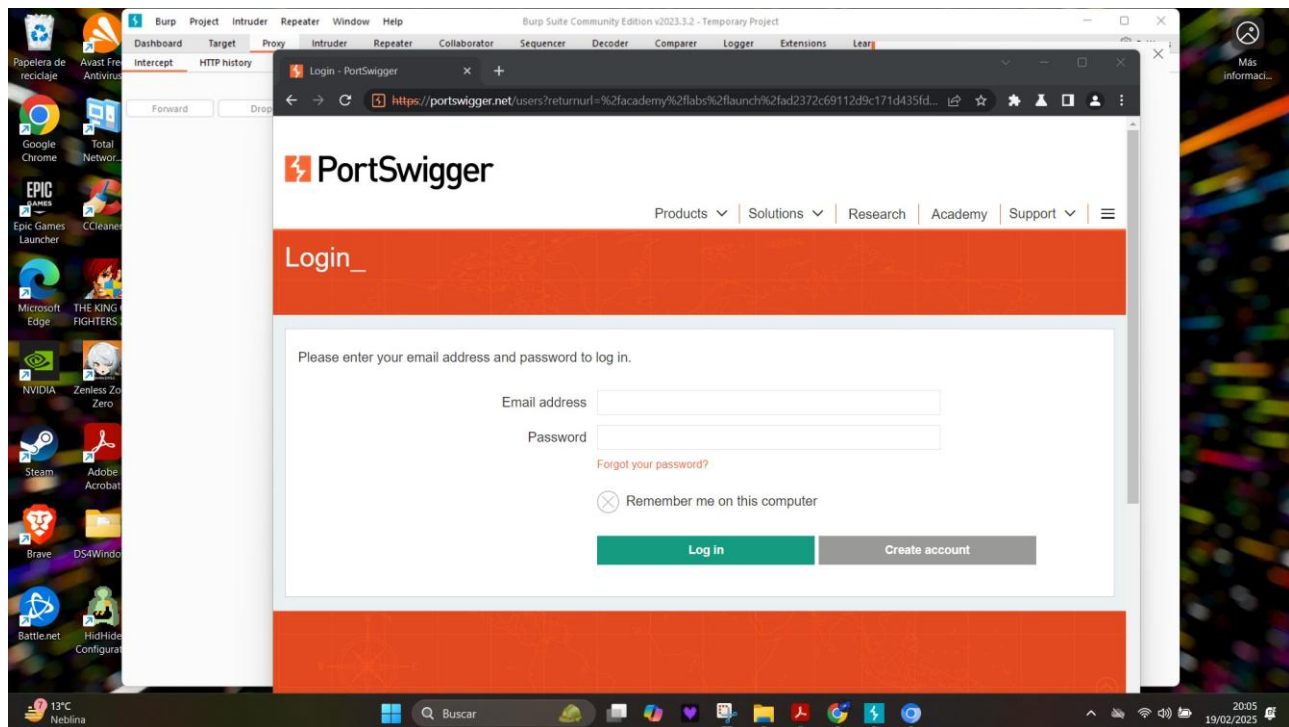 Burp Project Intruder Repeater Window Help
Burp Suite Community Edition v2023.3.2 - Temporary Project
Dashboard Target Proxy Intruder Repeater Collaborator Sequencer Decoder Comparer Logger Extensions Lear
Intercept HTTP history
Forward Drop
Login - PortSwigger
https://portswigger.net/users?returnurl=%2facademy%2flabs%2flaunch%2fad2372c69112d9c171d435fd...
PortSwigger
Products Solutions Research Academy Support
Login_
Please enter your email address and password to log in.
Email address
Password
Forgot your password?
Remember me on this computer
Log in Create account
Papelera de
reciclaje
Avast Fre
Antivirus
Google
Chrome
Total
Networ...
EPIC
GAMES
Epic Games
Launcher
CCleaner
Microsoft
Edge
THE KING
FIGHTERS
NVIDIA
Zenless Zo
Zero
Steam
Adobe
Acrobat
Brave
DS4Windo
Battle.net
HidHide
Configurat
Más
informaci...
7
13°C
Neblina
Buscar
20:05
19/02/2025